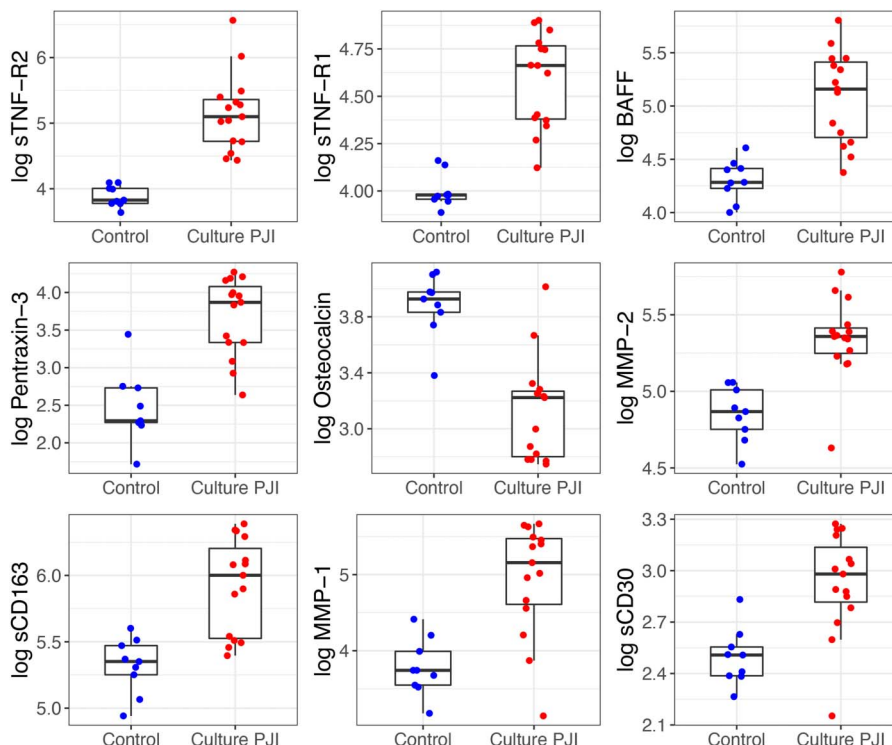 log sTNF−R2
6
5
4
Control
Culture PJI
log sTNF−R1
4.75
4.50
4.25
4.00
Control
Culture PJI
log BAFF
5.5
5.0
4.5
4.0
Control
Culture PJI
log Pentraxin−3
4.0
3.5
3.0
2.5
2.0
Control
Culture PJI
log Osteocalcin
3.8
3.4
3.0
Control
Culture PJI
log MMP−2
5.5
5.0
4.5
Control
Culture PJI
log sCD163
6.0
5.5
5.0
Control
Culture PJI
log MMP−1
5
4
Control
Culture PJI
log sCD30
3.3
3.0
2.7
2.4
2.1
Control
Culture PJI